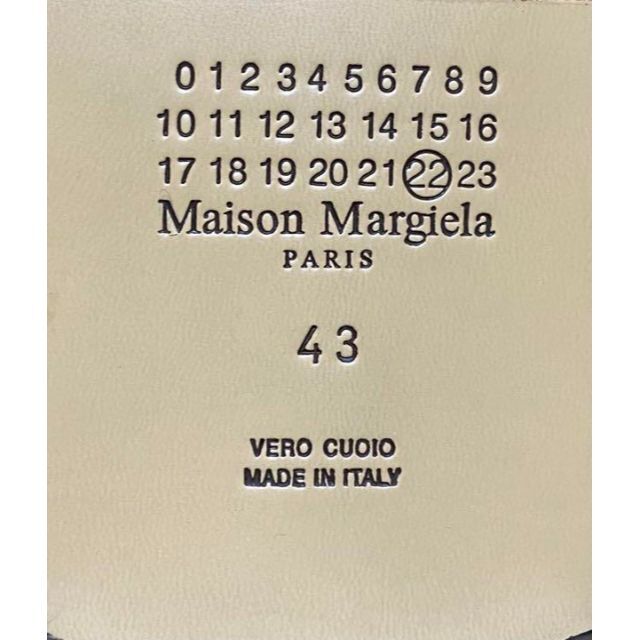 0 1 2 3 4 5 6 7 8 9
10 11 12 13 14 15 16
17 18 19 20 21 22 23
Maison Margiela
PARIS
43
VERO CUOIO
MADE IN ITALY